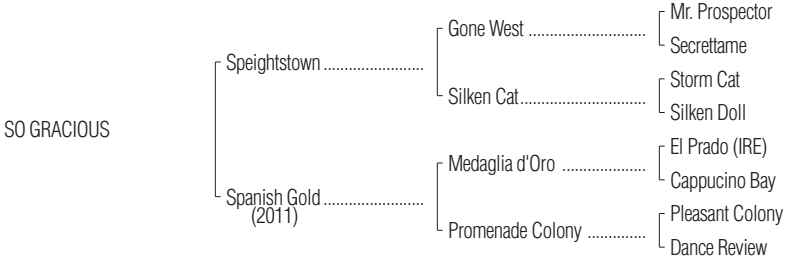 SO GRACIOUS
Speightstown .......................
Gone West ...........................
Mr. Prospector
Secrettame
Silken Cat.............................
Storm Cat
Silken Doll
Spanish Gold .......................
(2011)
Medaglia d'Oro ...................
El Prado (IRE)
Cappucino Bay
Promenade Colony .............
Pleasant Colony
Dance Review